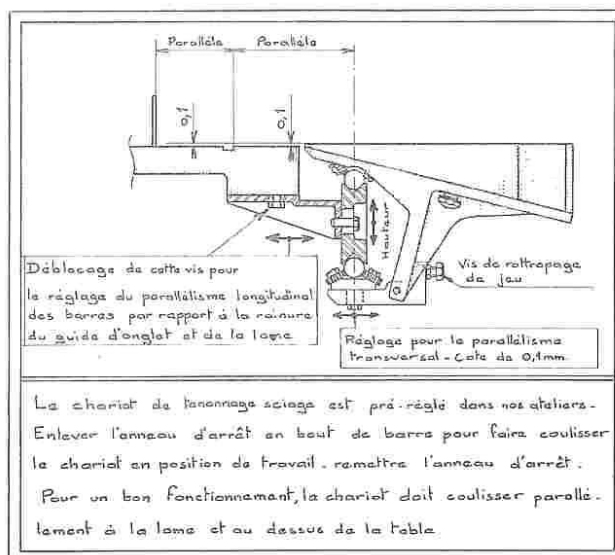 Parallèle Parallèle
0,1
0,1
Hauteur
Déblocage de cette vis pour
le réglage du parallélisme longitudinal
des barres par rapport à la rainure
du guide d'onglet et de la lame
Vis de rattrapage
de jeu
Réglage pour le parallélisme
transversal - Cote de 0,1mm.
Le chariot de tenonnage sciage est pré-réglé dans nos ateliers.
Enlever l'anneau d'arrêt en bout de barre pour faire coulisser
le chariot en position de travail - remettre l'anneau d'arrêt.
Pour un bon fonctionnement, le chariot doit coulisser parallè-
lement à la lame et au dessus de la table